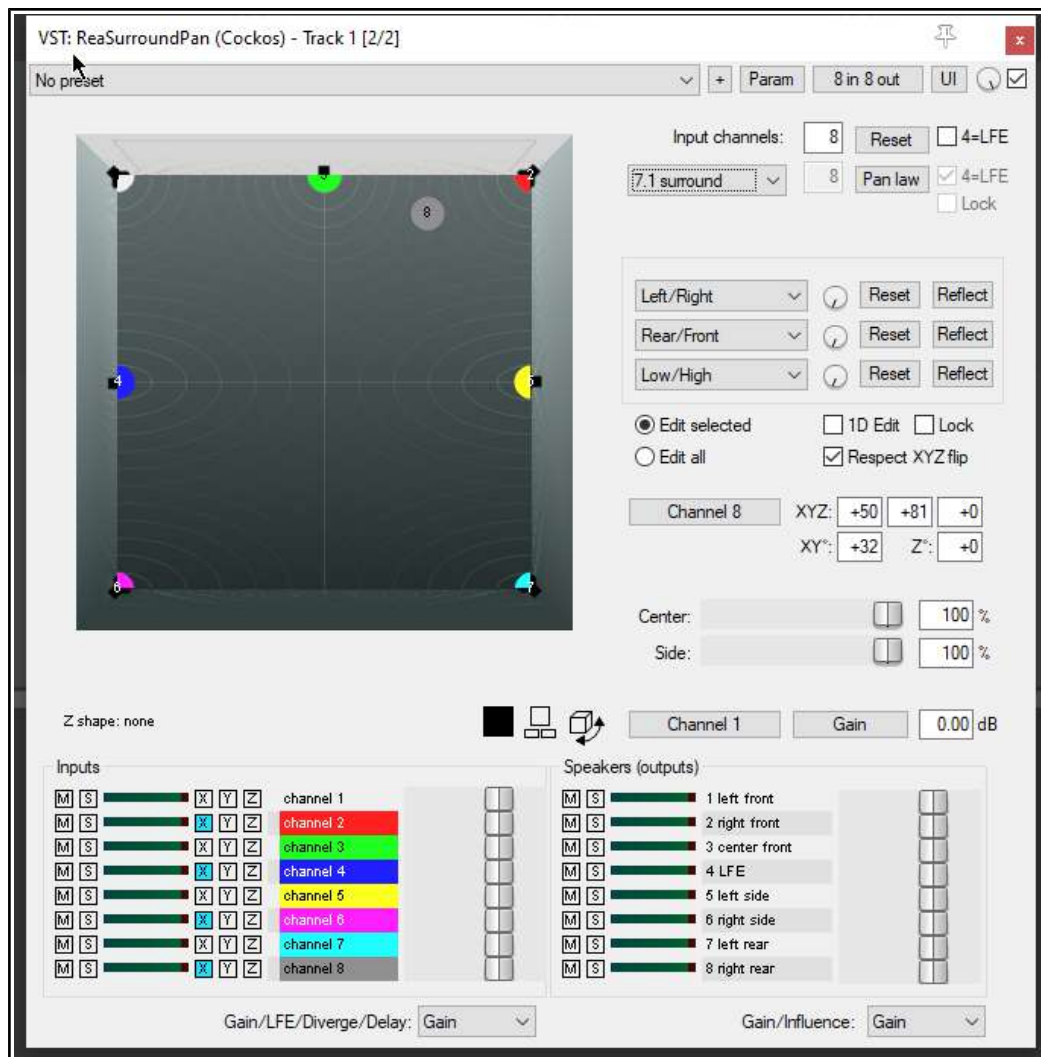 VST: ReaSurroundPan (Cockos) - Track 1 [2/2]
x
No preset + Param 8 in 8 out UI
Input channels: 8 Reset 4=LFE
7.1 surround 8 Pan law 4=LFE
Lock
2
8
Left/Right Reset Reflect
Rear/Front Reset Reflect
Low/High Reset Reflect
4
Edit selected 1D Edit Lock
Edit all Respect XYZ flip
Channel 8 XYZ: +50 +81 +0
XY°: +32 Z°: +0
6 7
Center: 100 %
Side: 100 %
Z shape: none Channel 1 Gain 0.00 dB
Inputs Speakers (outputs)
M S X Y Z channel 1 M S 1 left front
M S X Y Z channel 2 M S 2 right front
M S X Y Z channel 3 M S 3 center front
M S X Y Z channel 4 M S 4 LFE
M S X Y Z channel 5 M S 5 left side
M S X Y Z channel 6 M S 6 right side
M S X Y Z channel 7 M S 7 left rear
M S X Y Z channel 8 M S 8 right rear
Gain/LFE/Diverge/Delay: Gain Gain/Influence: Gain